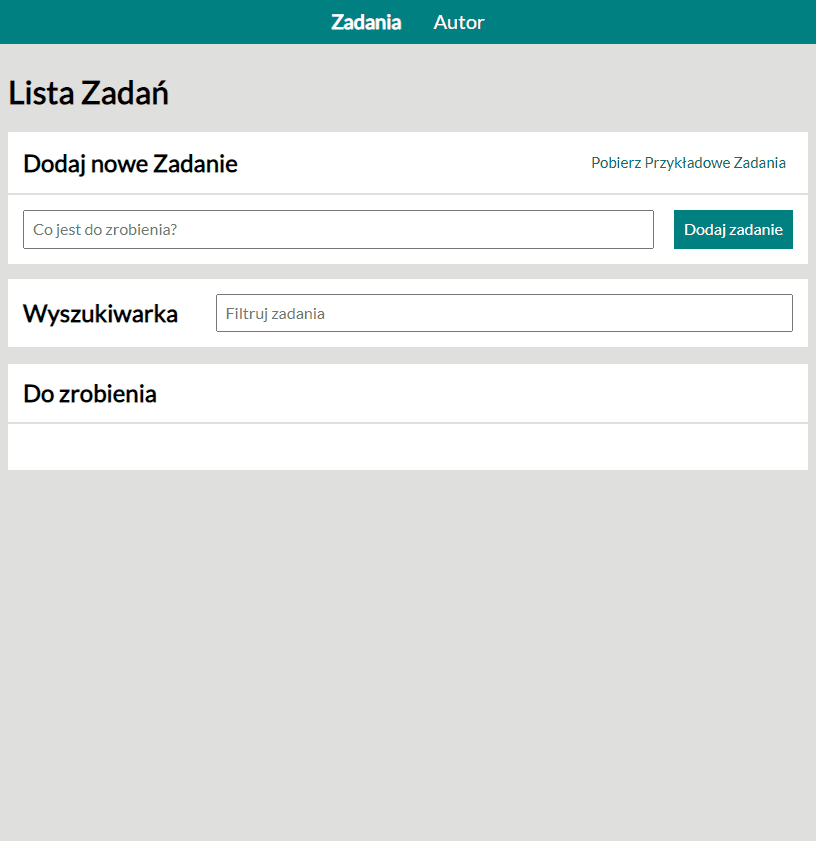 Zadania Autor
Lista Zadań
Dodaj nowe Zadanie Pobierz Przykładowe Zadania
Co jest do zrobienia? Dodaj zadanie
Wyszukiwarka Filtruj zadania
Do zrobienia